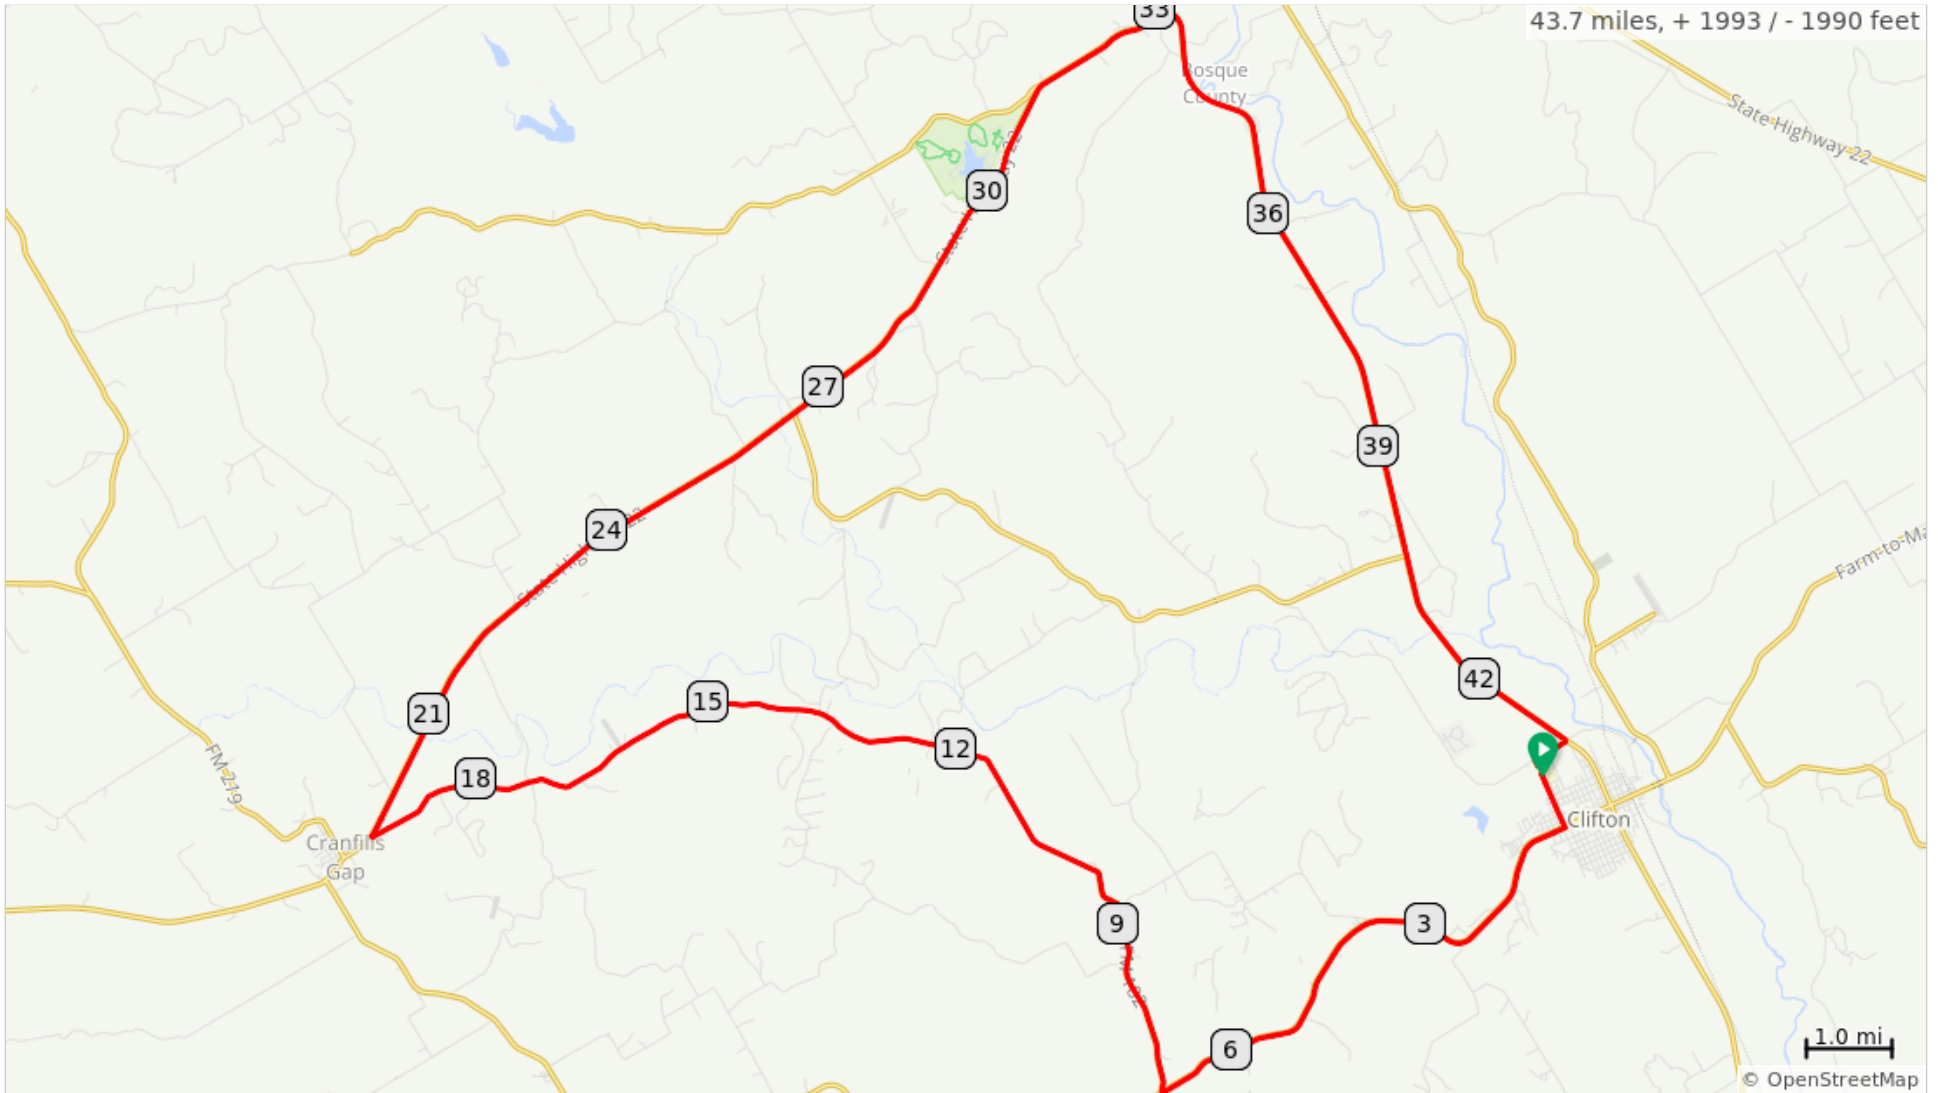 33
43.7 miles, + 1993 / - 1990 feet
Bosque
County
State Highway 22
30
36
27
39
24
Farm-to-Ma
42
15
21
12
18
FM 219
Cranfills
Gap
Clifton
9
3
6
1.0 mi
© OpenStreetMap